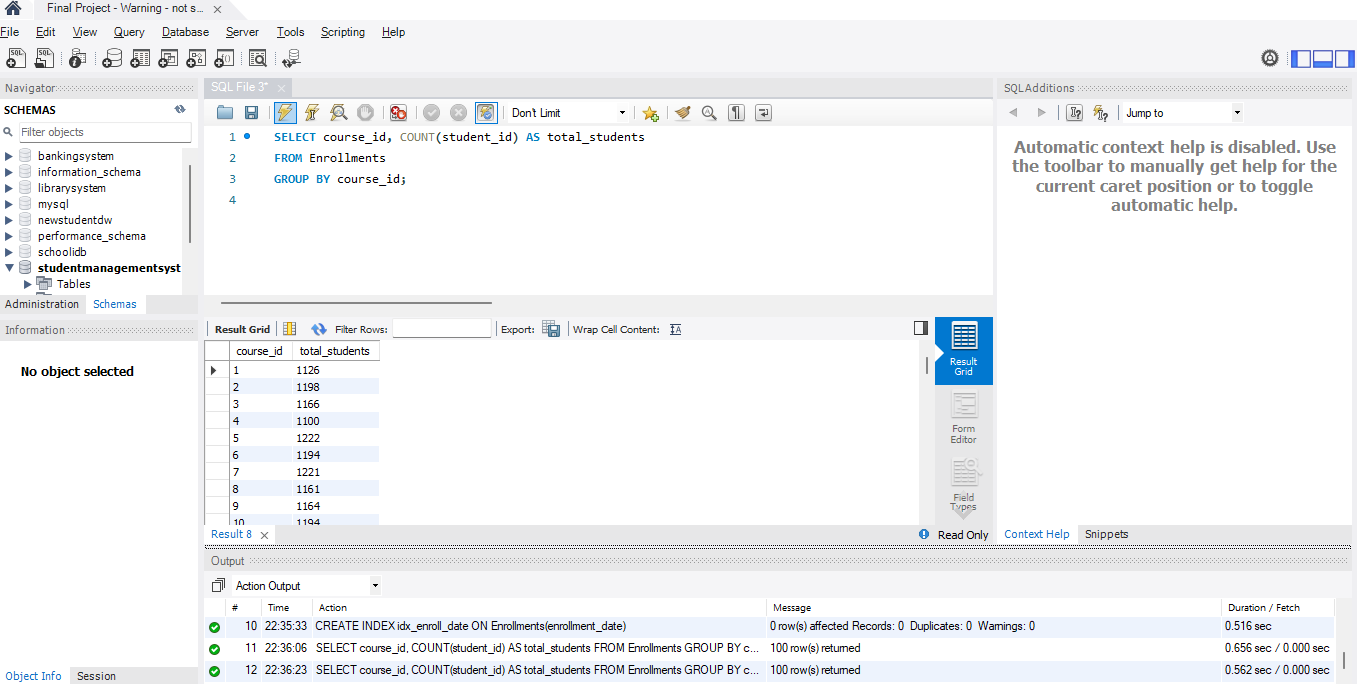 Final Project - Warning - not s...
File Edit View Query Database Server Tools Scripting Help
Navigator
SCHEMAS
Filter objects
bankingsystem
information_schema
librarysystem
mysql
newstudentdw
performance_schema
schoolidb
studentmanagementsyst
Tables
Administration Schemas
Information
No object selected
Object Info Session
SQL File 3*
Don't Limit
1 SELECT course_id, COUNT(student_id) AS total_students
2 FROM Enrollments
3 GROUP BY course_id;
4
Result Grid Filter Rows: Export: Wrap Cell Content:
course_id total_students
1 1126
2 1198
3 1166
4 1100
5 1222
6 1194
7 1221
8 1161
9 1164
10 1194
Result
Grid
Form
Editor
Field
Types
Result 8
Read Only
SQLAdditions
Jump to
Automatic context help is disabled. Use
the toolbar to manually get help for the
current caret position or to toggle
automatic help.
Context Help Snippets
Output
Action Output
# Time Action Message Duration / Fetch
10 22:35:33 CREATE INDEX idx_enroll_date ON Enrollments(enrollment_date) 0 row(s) affected Records: 0 Duplicates: 0 Warnings: 0 0.516 sec
11 22:36:06 SELECT course_id, COUNT(student_id) AS total_students FROM Enrollments GROUP BY c... 100 row(s) returned 0.656 sec / 0.000 sec
12 22:36:23 SELECT course_id, COUNT(student_id) AS total_students FROM Enrollments GROUP BY c... 100 row(s) returned 0.562 sec / 0.000 sec